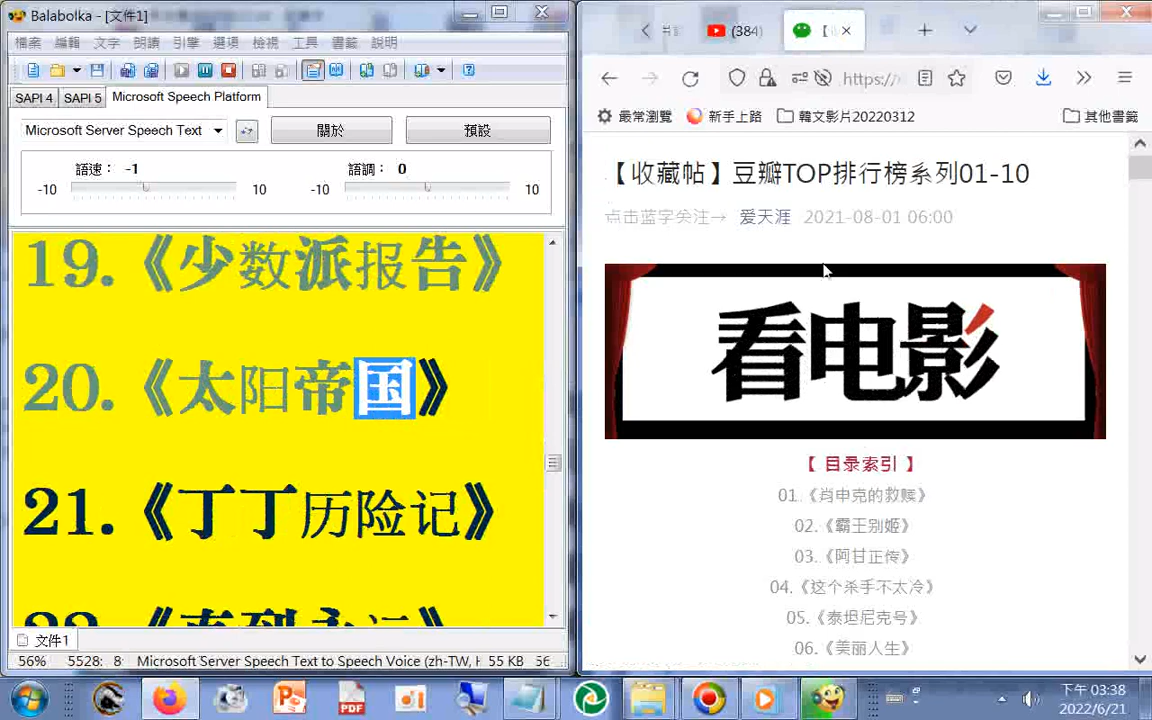 Balabolka - [文件1]
檔案 編輯 文字 朗讀 引擎 選項 檢視 工具 書籤 說明
SAPI 4 SAPI 5 Microsoft Speech Platform
Microsoft Server Speech Text 關於 預設
語速： -1 語調： 0
-10 10 -10 10
19.《少数派报告》
20.《太阳帝国》
21.《丁丁历险记》
文件1
56% 5528: 8 Microsoft Server Speech Text to Speech Voice (zh-TW, H 55 KB 56
(384)
https://
最常瀏覽 新手上路 韓文影片20220312 其他書籤
【收藏帖】豆瓣TOP排行榜系列01-10
点击蓝字关注→ 爱天涯 2021-08-01 06:00
看电影
【 目录索引 】
01.《肖申克的救赎》
02.《霸王别姬》
03.《阿甘正传》
04.《这个杀手不太冷》
05.《泰坦尼克号》
06.《美丽人生》
PDF
下午 03:38
2022/6/21